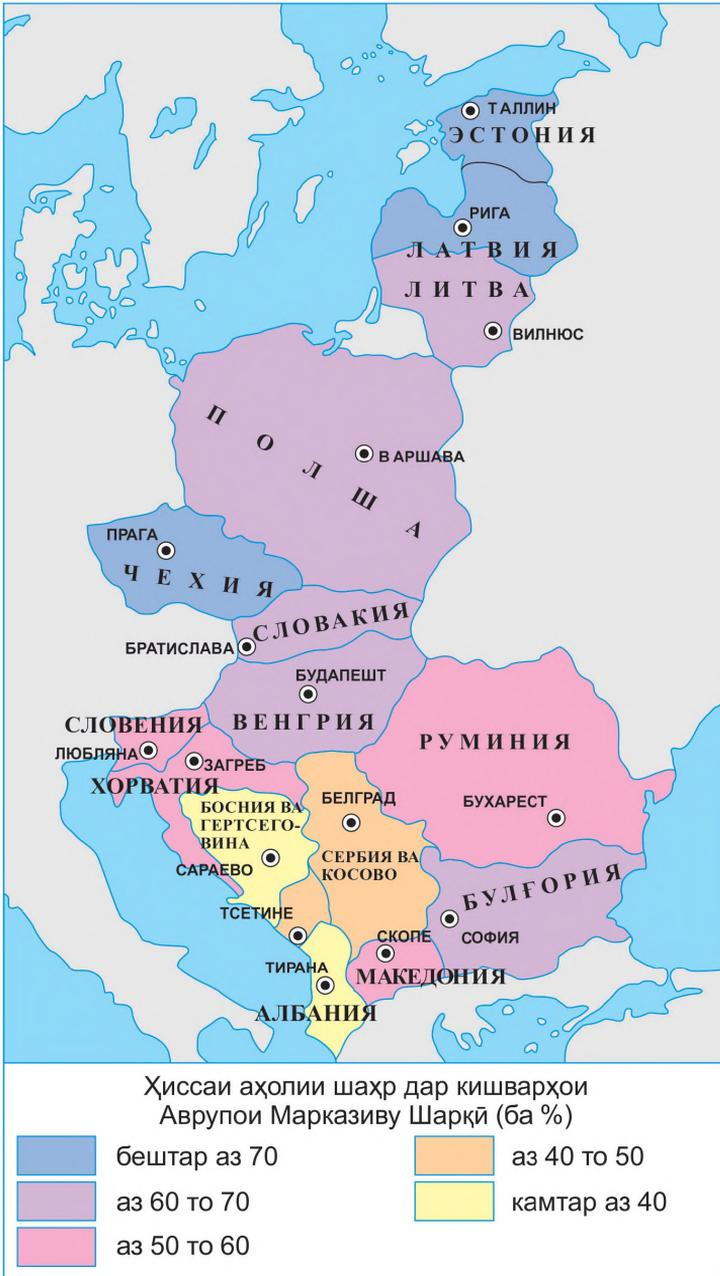 ТАЛЛИН
ЭСТОНИЯ
РИГА
ЛАТВИЯ
ЛИТВА
ВИЛНЮС
ПОЛША
ВАРШАВА
ПРАГА
ЧЕХИЯ
СЛОВАКИЯ
БРАТИСЛАВА
БУДАПЕШТ
ВЕНГРИЯ
СЛОВЕНИЯ
ЛЮБЛЯНА
ЗАГРЕБ
ХОРВАТИЯ
РУМИНИЯ
БУХАРЕСТ
БОСНИЯ ВА
ГЕРТСЕГО-
ВИНА
САРАЕВО
БЕЛГРАД
СЕРБИЯ ВА
КОСОВО
БУЛҒОРИЯ
СОФИЯ
ТСЕТИНЕ
СКОПЕ
МАКЕДОНИЯ
ТИРАНА
АЛБАНИЯ
Ҳиссаи аҳолии шаҳр дар кишварҳои
Аврупои Марказиву Шарқӣ (ба %)
бештар аз 70
аз 60 то 70
аз 50 то 60
аз 40 то 50
камтар аз 40